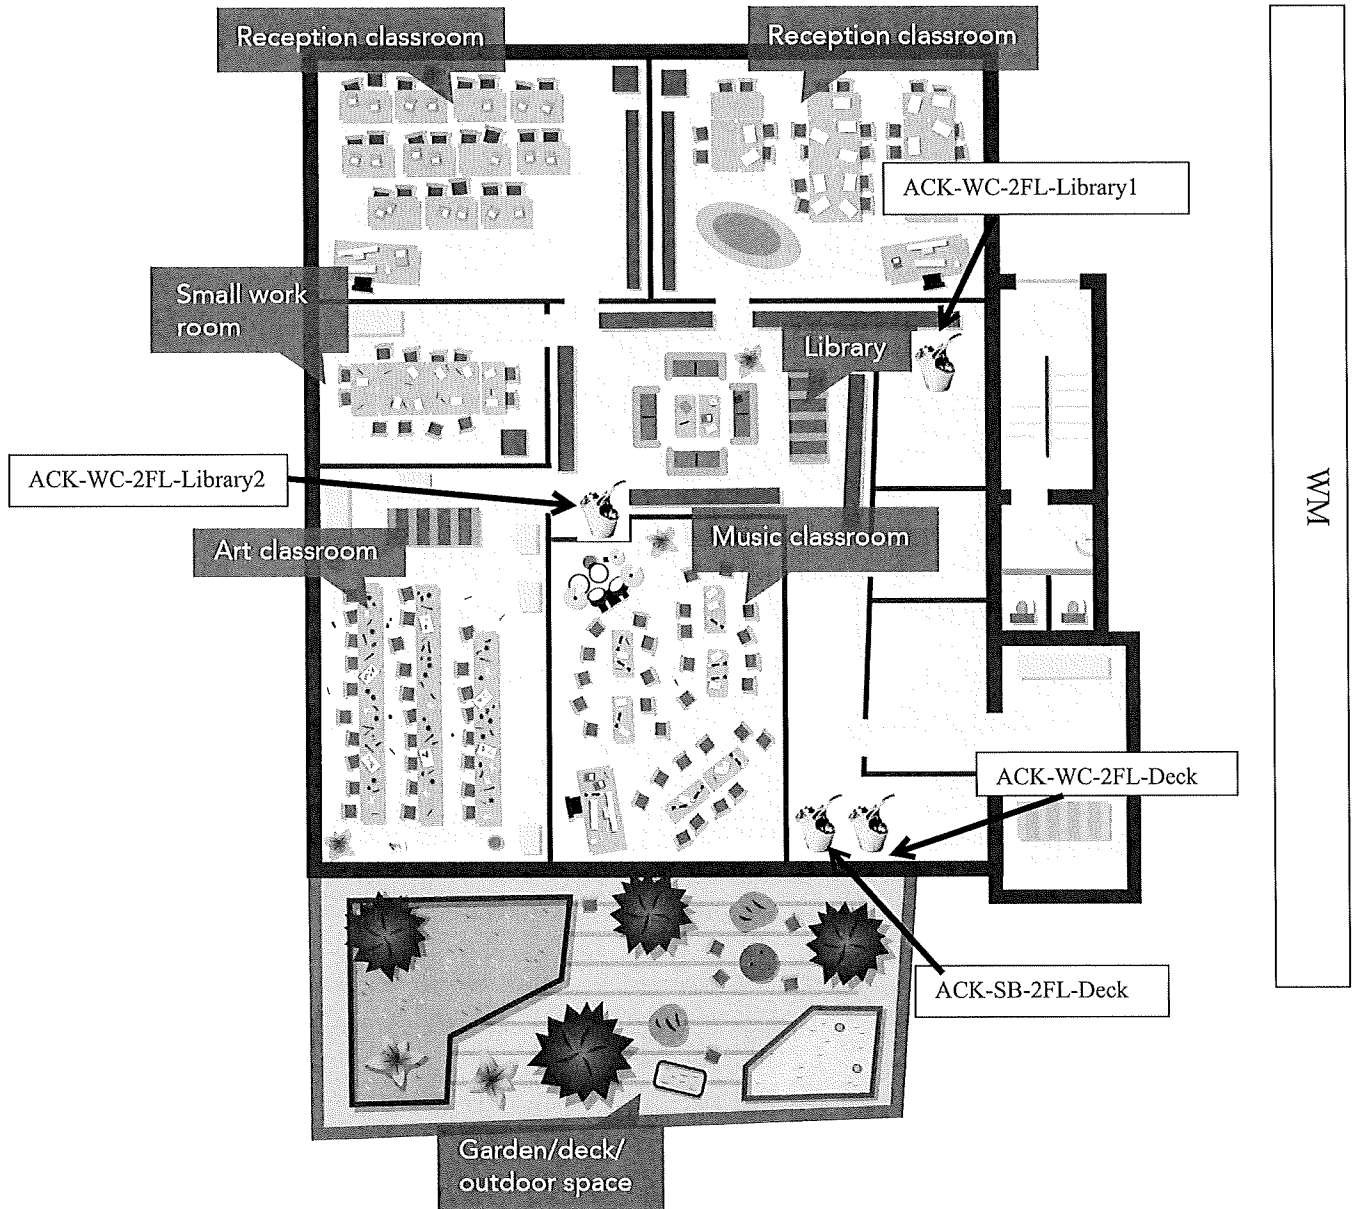 Reception classroom
Reception classroom
ACK-WC-2FL-Library1
Small work
room
Library
ACK-WC-2FL-Library2
WM
Art classroom
Music classroom
ACK-WC-2FL-Deck
ACK-SB-2FL-Deck
Garden/deck/
outdoor space